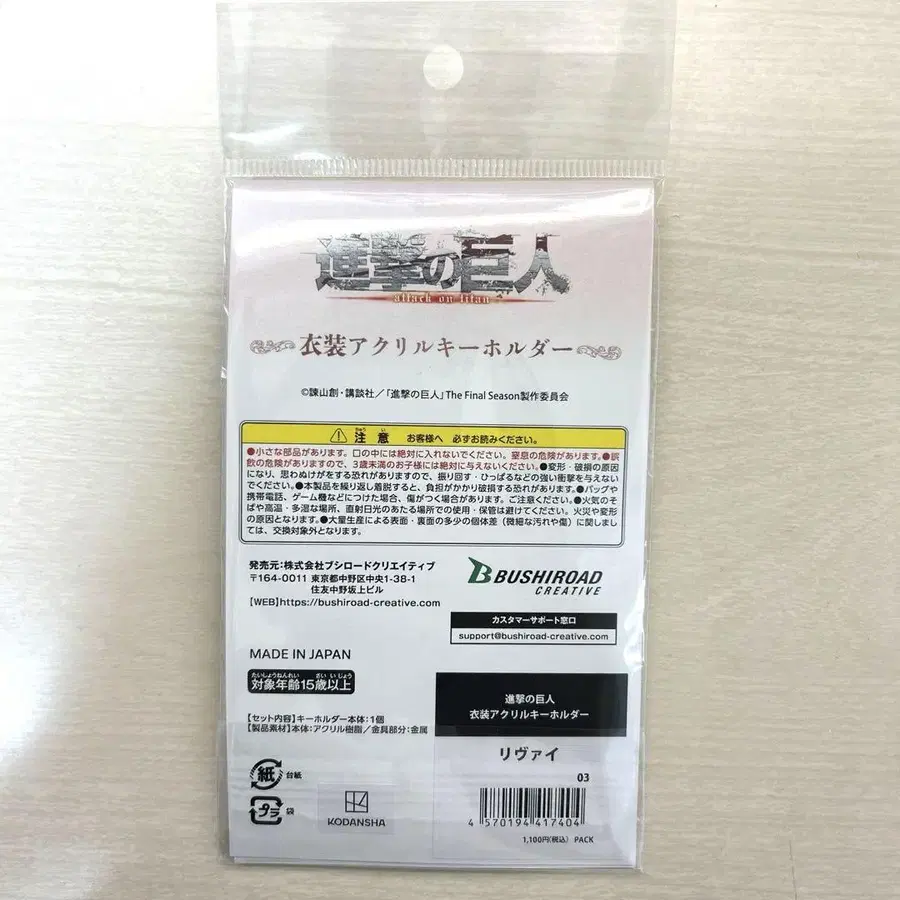 進撃の巨人
attack on titan
衣装アクリルキーホルダー
©諫山創・講談社/「進撃の巨人」The Final Season製作委員会
注意 お客様へ 必ずお読みください。
●小さな部品があります。口の中には絶対に入れないでください。窒息の危険があります。●誤
飲の危険がありますので、3歳未満のお子様には絶対に与えないください。●変形・破損の原因
になり、思わぬけがをする恐れがありますので、振り回す・ひっぱるなどの強い衝撃を与えない
でください。●本製品を繰り返し着脱すると、負担がかかり破損する恐れがあります。●バッグや
携帯電話、ゲーム機などにつけた場合、傷がつく場合があります。ご注意ください。●火気のそ
ばや高温・多湿な場所、直射日光のあたる場所での使用・保管は避けてください。火災や変形
の原因となります。●大量生産による表面・裏面の多少の個体差（微細な汚れや傷）に関しまし
ては、交換対象外となります。
発売元:株式会社ブシロードクリエイティブ
〒164-0011 東京都中野区中央1-38-1
住友中野坂上ビル
【WEB】https://bushiroad-creative.com
BUSHIROAD
CREATIVE
カスタマーサポート窓口
support@bushiroad-creative.com
MADE IN JAPAN
たいしょうねんれい さい いじょう
対象年齢15歳以上
進撃の巨人
衣装アクリルキーホルダー
【セット内容】キーホルダー本体:1個
【製品素材】本体:アクリル樹脂/金具部分:金属
リヴァイ
03
紙 台紙
プラ 袋
KODANSHA
4 570194 417404
1,100円(税込) PACK